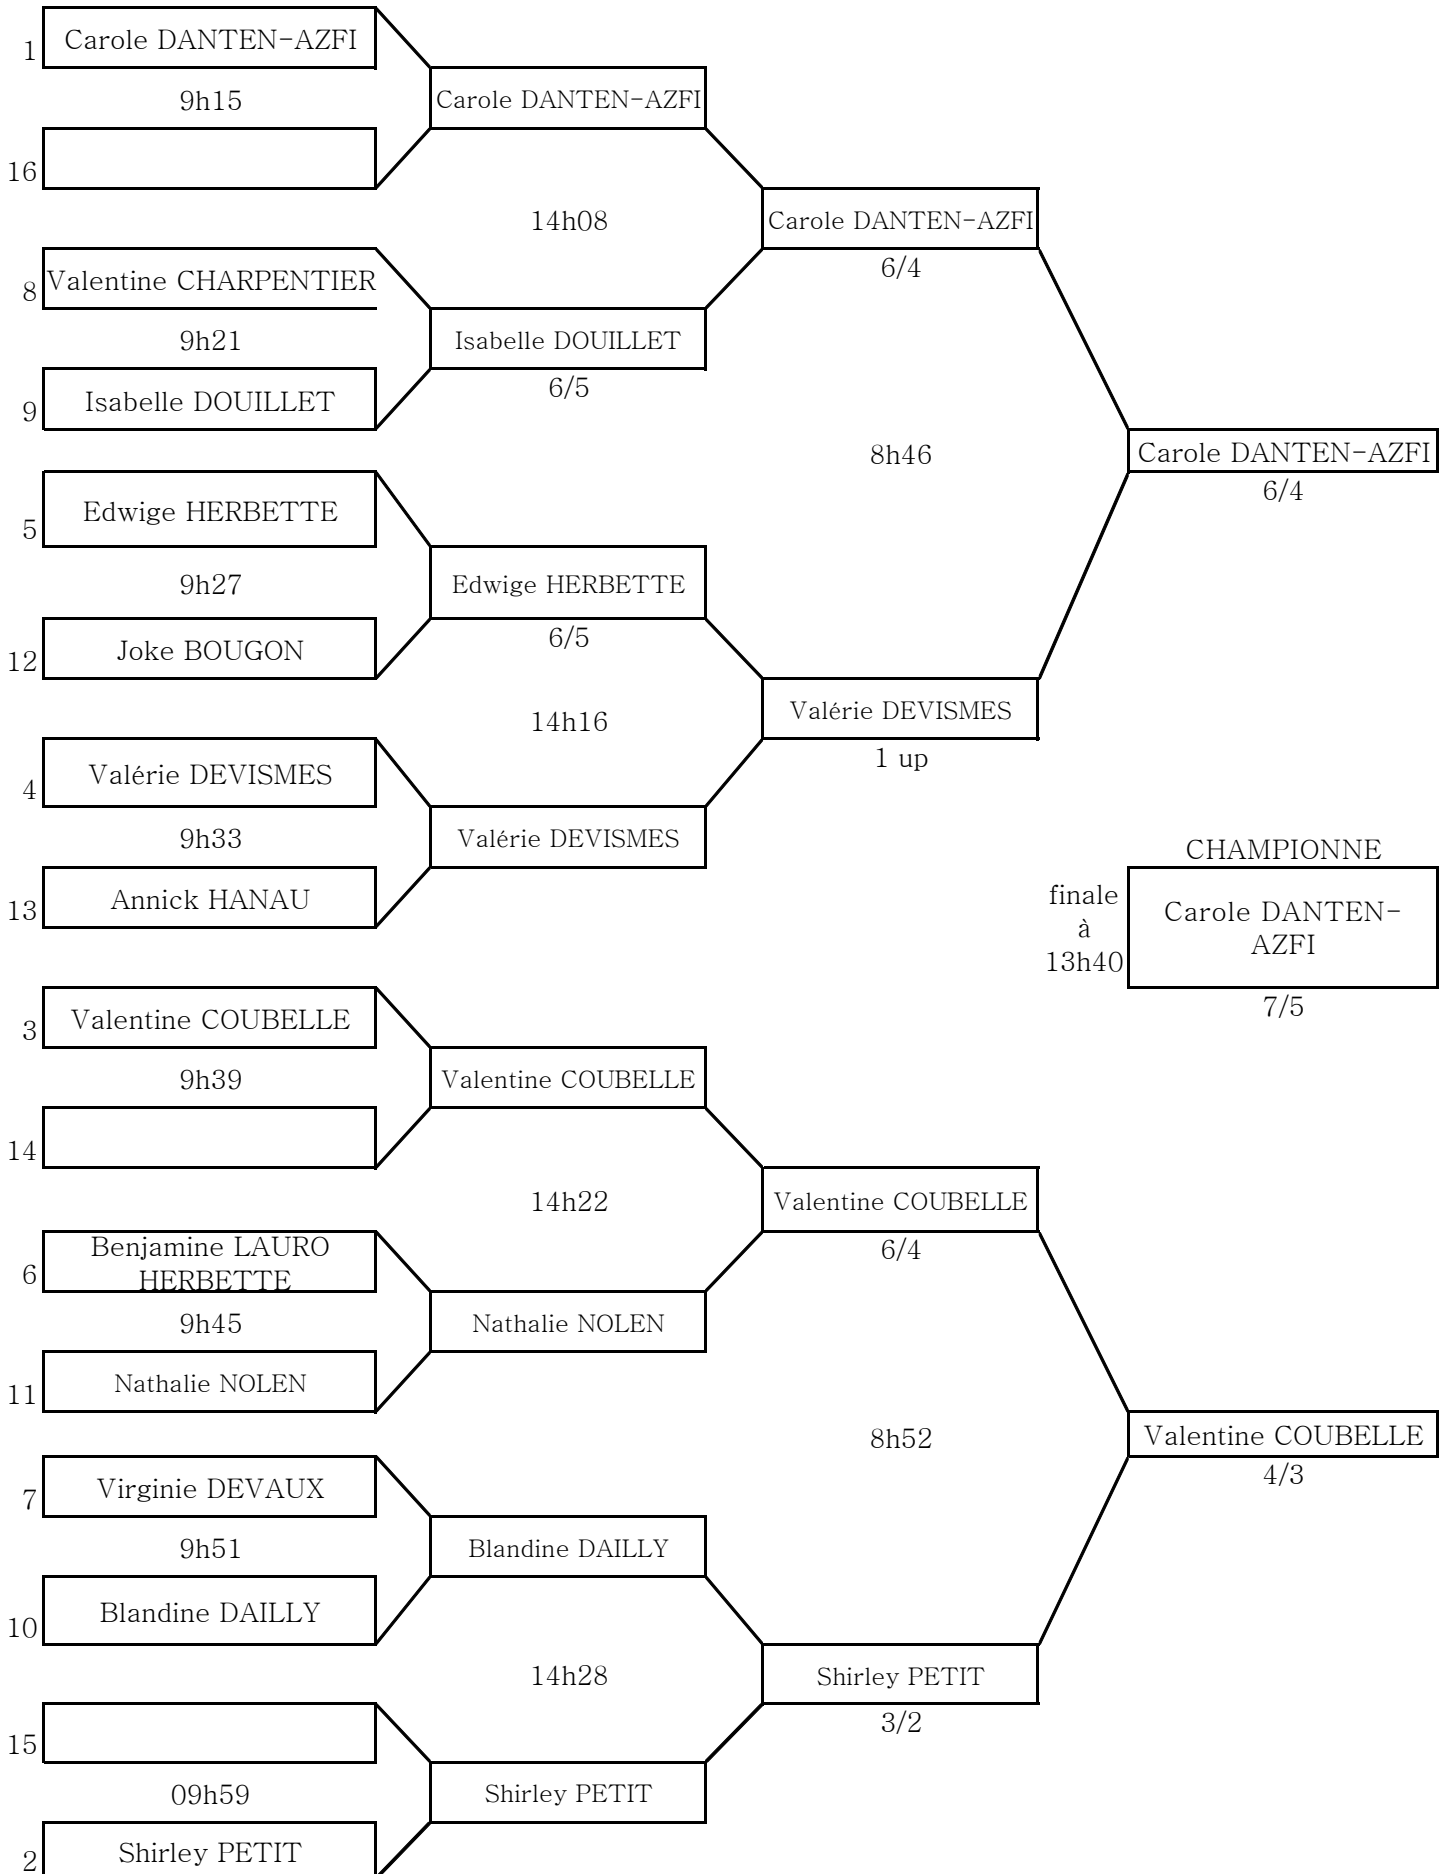 1
Carole DANTEN-AZFI
9h15
16
Carole DANTEN-AZFI
14h08
8
Valentine CHARPENTIER
9h21
9
Isabelle DOUILLET
Isabelle DOUILLET
6/5
Carole DANTEN-AZFI
6/4
5
Edwige HERBETTE
9h27
12
Joke BOUGON
Edwige HERBETTE
6/5
14h16
4
Valérie DEVISMES
9h33
13
Annick HANAU
Valérie DEVISMES
Valérie DEVISMES
1 up
8h46
Carole DANTEN-AZFI
6/4
CHAMPIONNE
finale
à
13h40
Carole DANTEN-
AZFI
7/5
3
Valentine COUBELLE
9h39
14
Valentine COUBELLE
14h22
6
Benjamine LAURO
HERBETTE
9h45
11
Nathalie NOLEN
Nathalie NOLEN
Valentine COUBELLE
6/4
7
Virginie DEVAUX
9h51
10
Blandine DAILLY
Blandine DAILLY
14h28
15
09h59
2
Shirley PETIT
Shirley PETIT
Shirley PETIT
3/2
8h52
Valentine COUBELLE
4/3